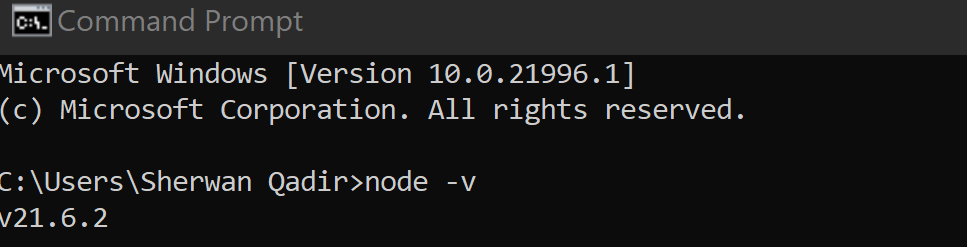 Command Prompt
Microsoft Windows [Version 10.0.21996.1]
(c) Microsoft Corporation. All rights reserved.
C:\Users\Sherwan Qadir>node -v
v21.6.2